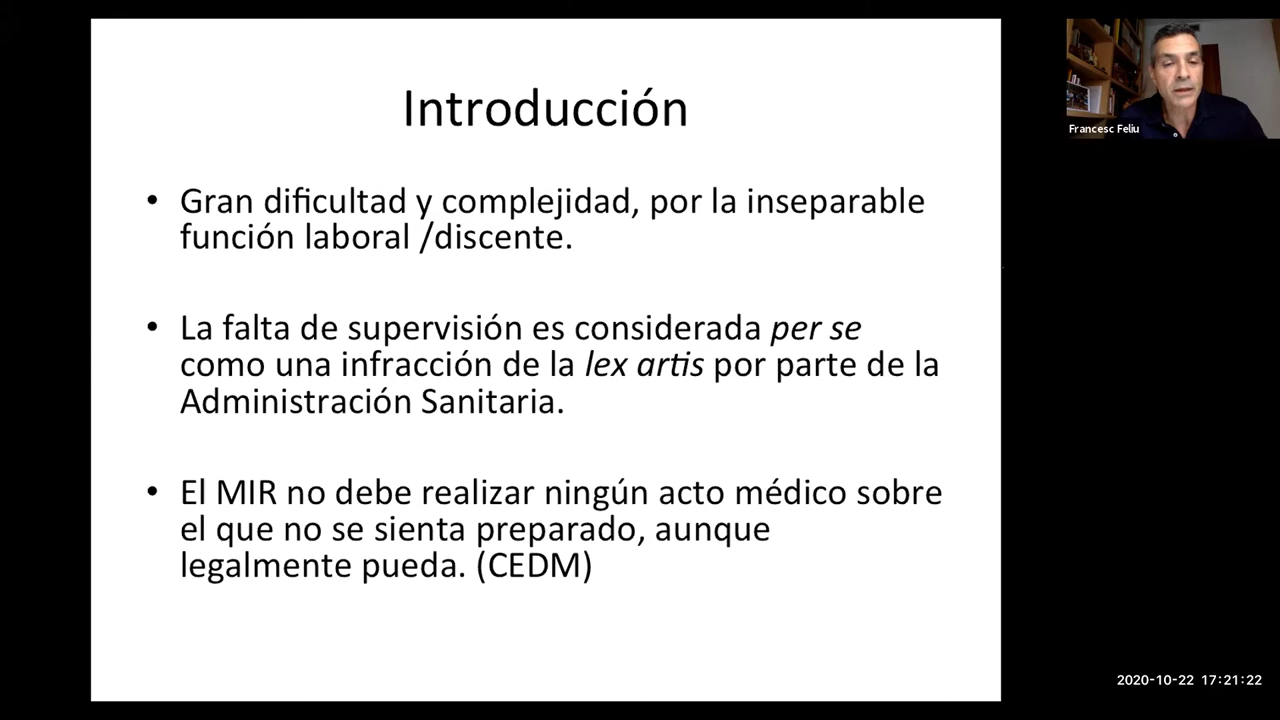 Introducción
• Gran dificultad y complejidad, por la inseparable
función laboral /discente.
• La falta de supervisión es considerada per se
como una infracción de la lex artis por parte de la
Administración Sanitaria.
• El MIR no debe realizar ningún acto médico sobre
el que no se sienta preparado, aunque
legalmente pueda. (CEDM)
Francesc Feliu
2020-10-22 17:21:22